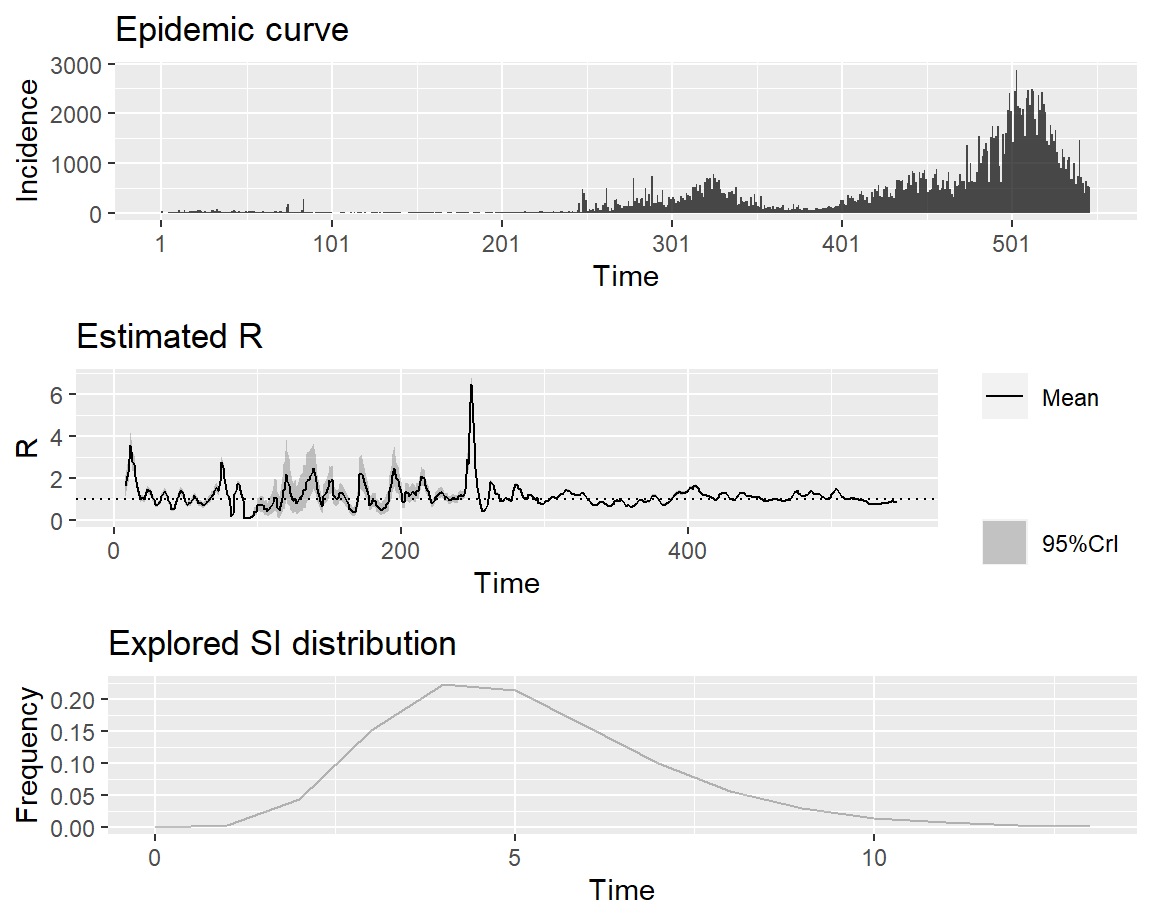 Epidemic curve
3000
2000
1000
0
Incidence
1 101 201 301 401 501
Time
Estimated R
6
4
2
0
R
0 200 400
Time
Mean
95%CrI
Explored SI distribution
0.20
0.15
0.10
0.05
0.00
Frequency
0 5 10
Time